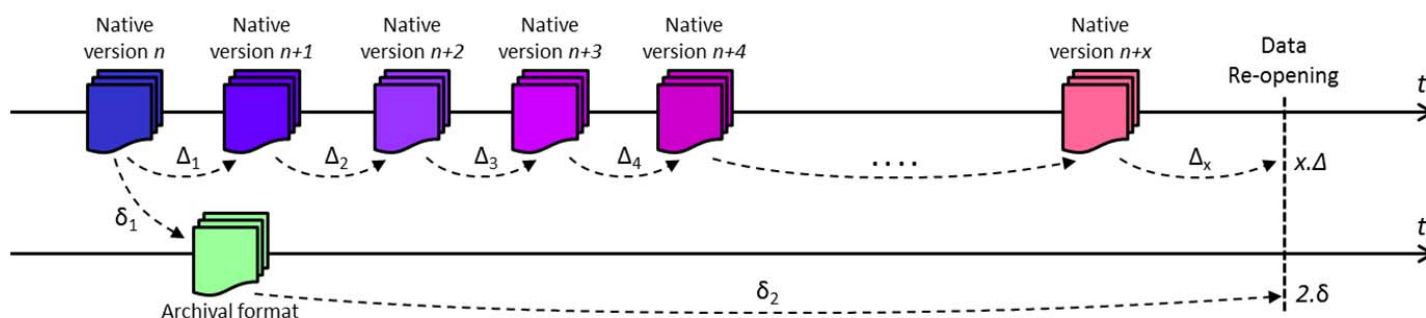 Native
version n
Native
version n+1
Native
version n+2
Native
version n+3
Native
version n+4
Native
version n+x
Data
Re-opening
t
Δ₁
Δ₂
Δ₃
Δ₄
....
Δₓ
x.Δ
δ₁
t
Archival format
δ₂
2.δ